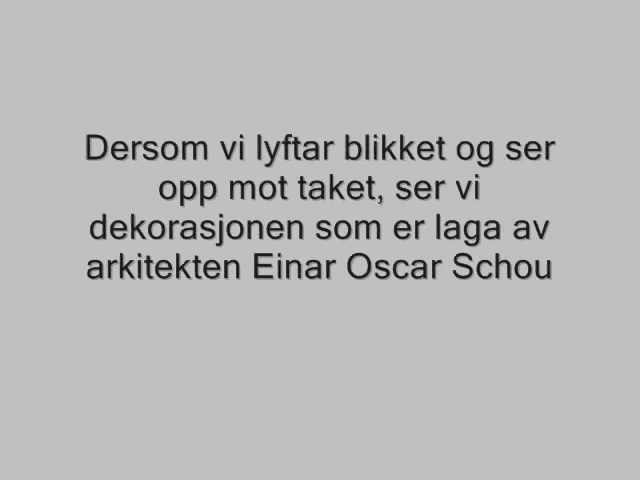 Dersom vi lyftar blikket og ser
opp mot taket, ser vi
dekorasjonen som er laga av
arkitekten Einar Oscar Schou